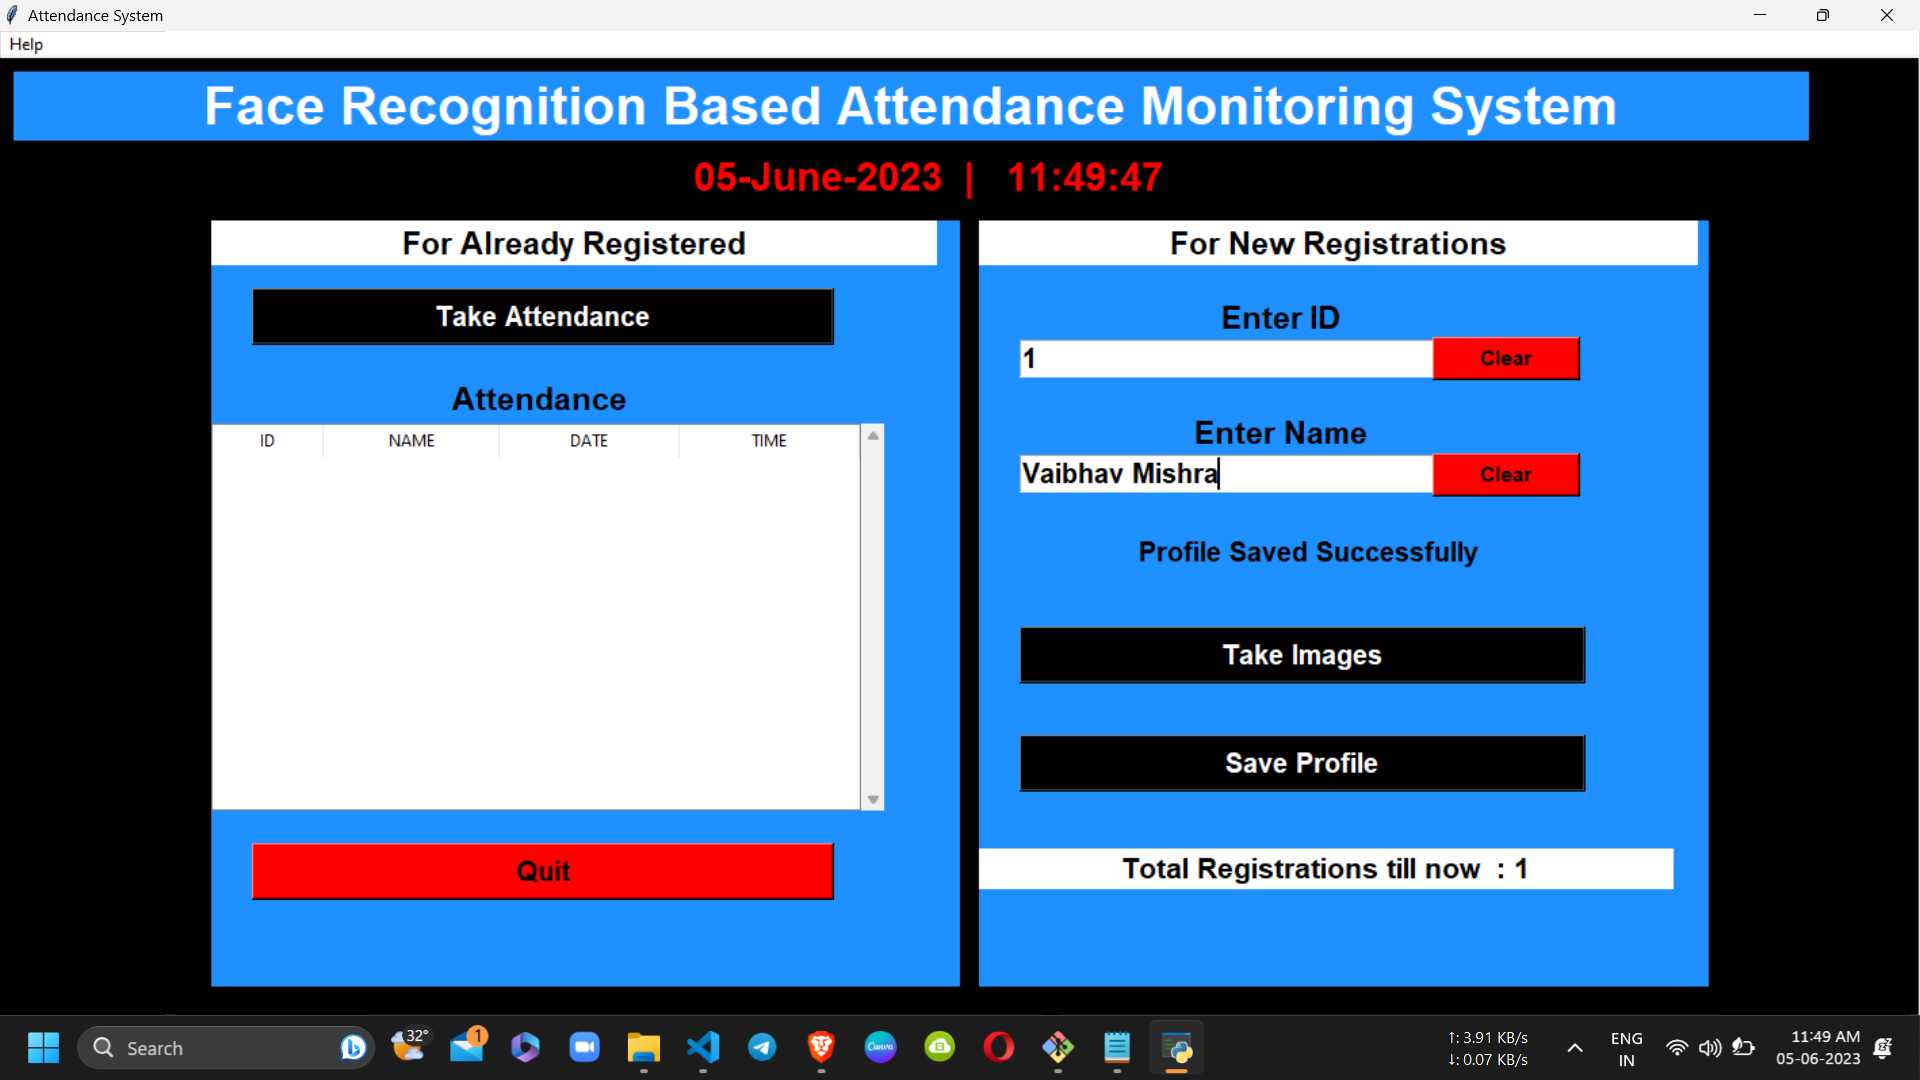 Attendance System
Help
Face Recognition Based Attendance Monitoring System
05-June-2023 | 11:49:47
For Already Registered
Take Attendance
Attendance
ID NAME DATE TIME
Quit
For New Registrations
Enter ID
1 Clear
Enter Name
Vaibhav Mishra Clear
Profile Saved Successfully
Take Images
Save Profile
Total Registrations till now : 1
Search
32°
1
Canva
↑: 3.91 KB/s
↓: 0.07 KB/s
ENG
IN
11:49 AM
05-06-2023